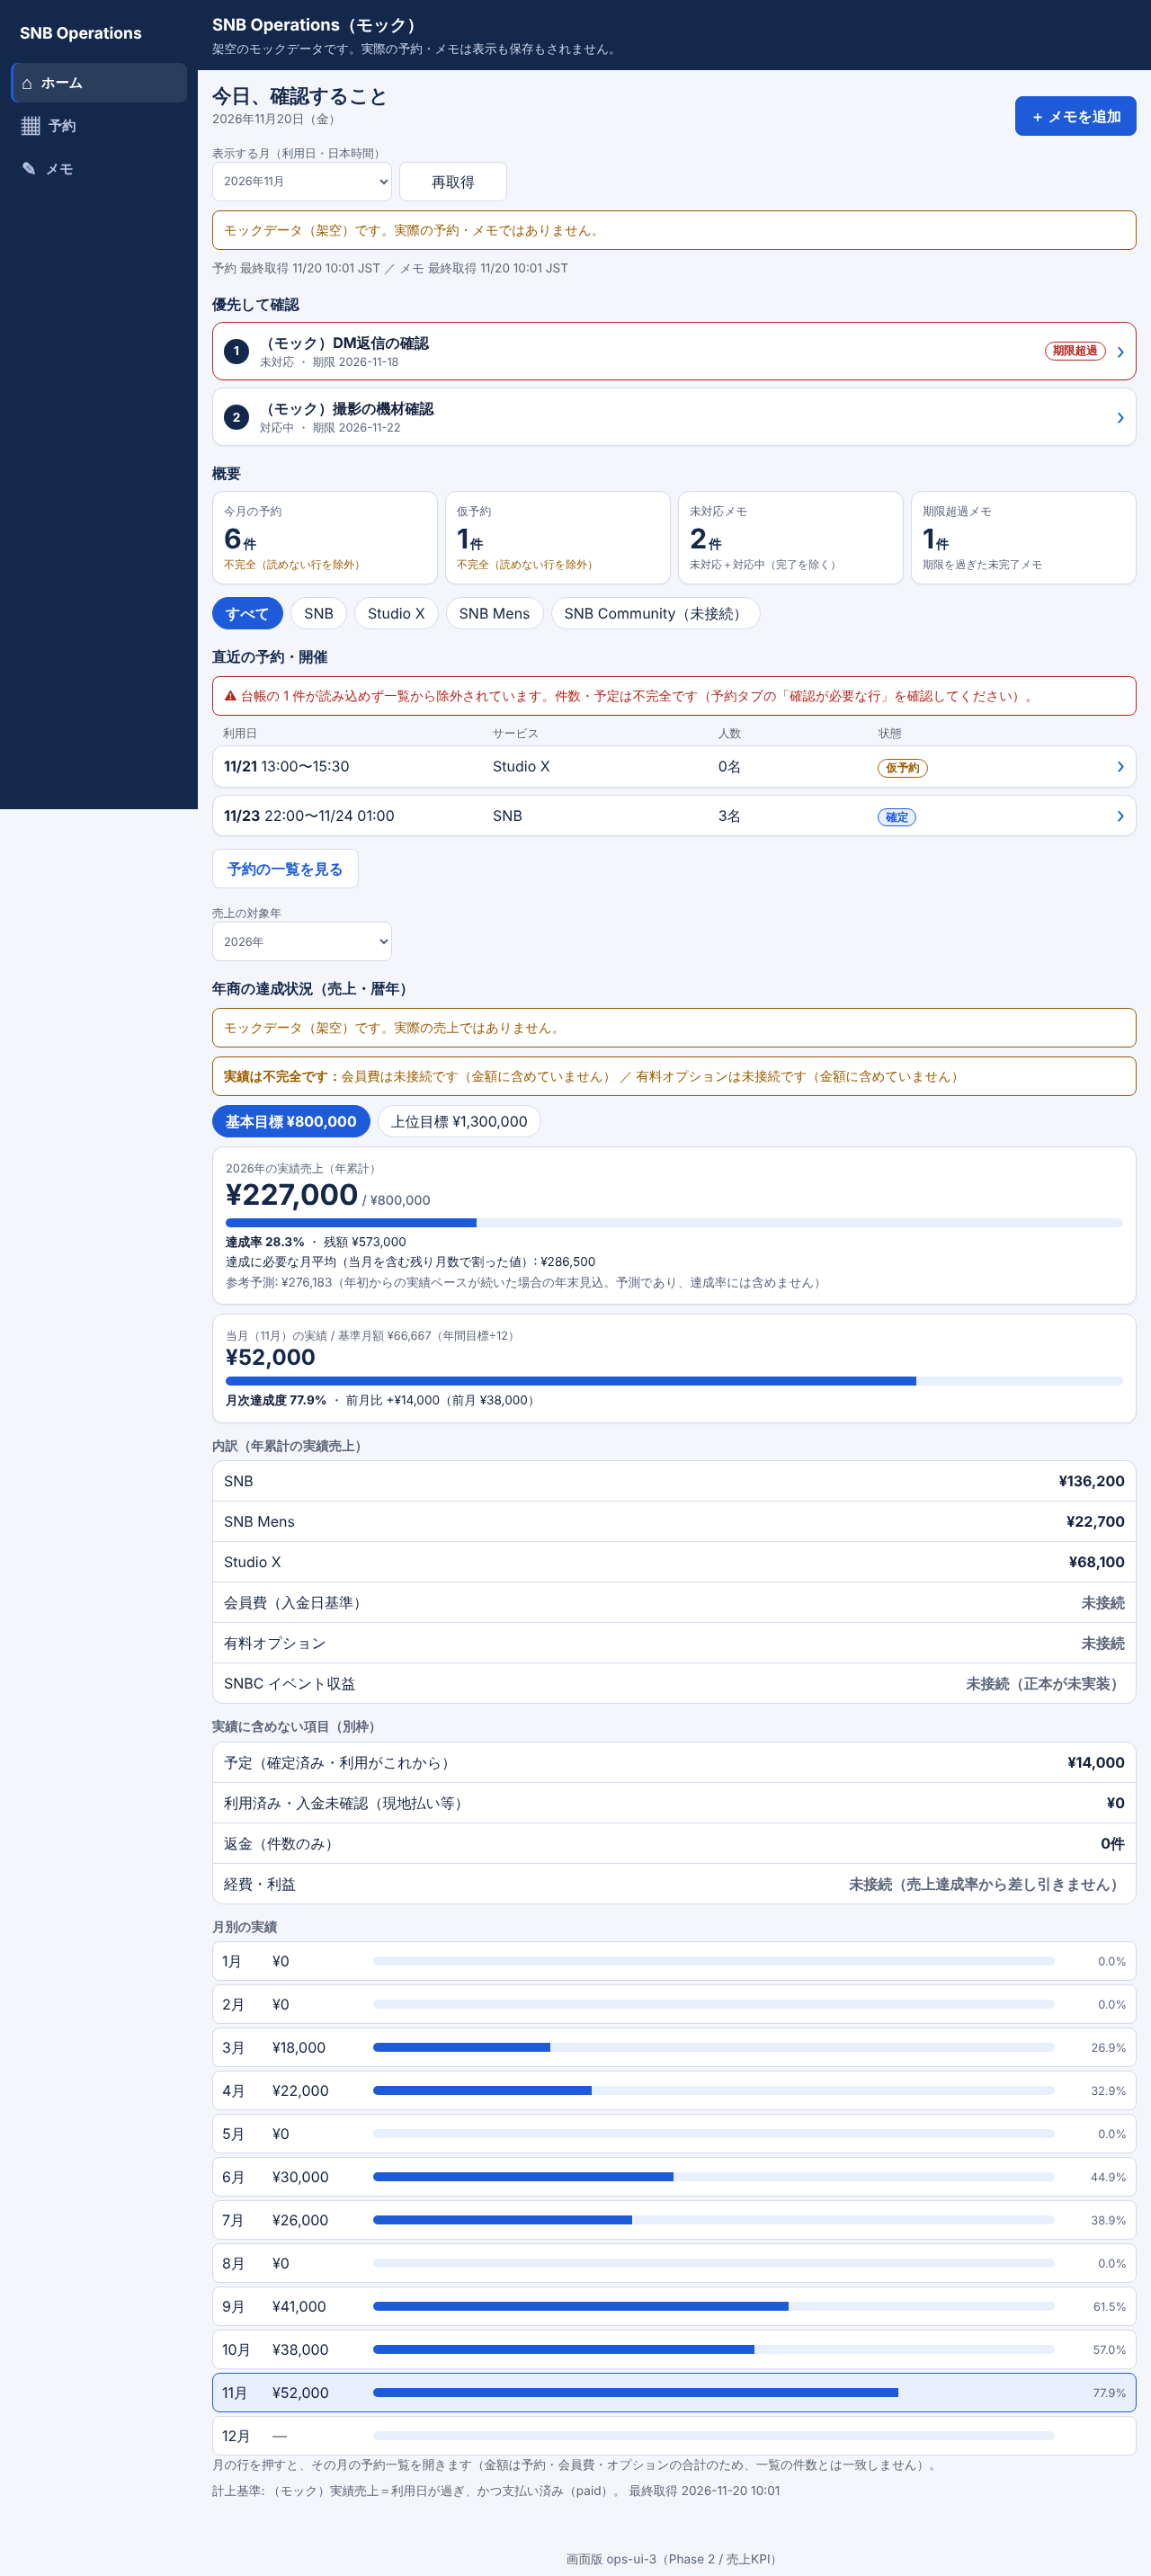 SNB Operations
⌂ ホーム
▦ 予約
✎ メモ
SNB Operations（モック）
架空のモックデータです。実際の予約・メモは表示も保存もされません。
今日、確認すること
2026年11月20日（金）
＋ メモを追加
表示する月（利用日・日本時間）
2026年11月
再取得
モックデータ（架空）です。実際の予約・メモではありません。
予約 最終取得 11/20 10:01 JST ／ メモ 最終取得 11/20 10:01 JST
優先して確認
1
（モック）DM返信の確認
未対応 ・ 期限 2026-11-18
期限超過 ›
2
（モック）撮影の機材確認
対応中 ・ 期限 2026-11-22
›
概要
今月の予約
6件
不完全（読めない行を除外）
仮予約
1件
不完全（読めない行を除外）
未対応メモ
2件
未対応＋対応中（完了を除く）
期限超過メモ
1件
期限を過ぎた未完了メモ
すべて SNB Studio X SNB Mens SNB Community（未接続）
直近の予約・開催
⚠ 台帳の 1 件が読み込めず一覧から除外されています。件数・予定は不完全です（予約タブの「確認が必要な行」を確認してください）。
利用日 サービス 人数 状態
11/21 13:00〜15:30 Studio X 0名 仮予約 ›
11/23 22:00〜11/24 01:00 SNB 3名 確定 ›
予約の一覧を見る
売上の対象年
2026年
年商の達成状況（売上・暦年）
モックデータ（架空）です。実際の売上ではありません。
実績は不完全です：会員費は未接続です（金額に含めていません） ／ 有料オプションは未接続です（金額に含めていません）
基本目標 ¥800,000 上位目標 ¥1,300,000
2026年の実績売上（年累計）
¥227,000 / ¥800,000
達成率 28.3% ・ 残額 ¥573,000
達成に必要な月平均（当月を含む残り月数で割った値）: ¥286,500
参考予測: ¥276,183（年初からの実績ペースが続いた場合の年末見込。予測であり、達成率には含めません）
当月（11月）の実績 / 基準月額 ¥66,667（年間目標÷12）
¥52,000
月次達成度 77.9% ・ 前月比 +¥14,000（前月 ¥38,000）
内訳（年累計の実績売上）
SNB ¥136,200
SNB Mens ¥22,700
Studio X ¥68,100
会員費（入金日基準） 未接続
有料オプション 未接続
SNBC イベント収益 未接続（正本が未実装）
実績に含めない項目（別枠）
予定（確定済み・利用がこれから） ¥14,000
利用済み・入金未確認（現地払い等） ¥0
返金（件数のみ） 0件
経費・利益 未接続（売上達成率から差し引きません）
月別の実績
1月 ¥0 0.0%
2月 ¥0 0.0%
3月 ¥18,000 26.9%
4月 ¥22,000 32.9%
5月 ¥0 0.0%
6月 ¥30,000 44.9%
7月 ¥26,000 38.9%
8月 ¥0 0.0%
9月 ¥41,000 61.5%
10月 ¥38,000 57.0%
11月 ¥52,000 77.9%
12月 —
月の行を押すと、その月の予約一覧を開きます（金額は予約・会員費・オプションの合計のため、一覧の件数とは一致しません）。
計上基準: （モック）実績売上＝利用日が過ぎ、かつ支払い済み（paid）。 最終取得 2026-11-20 10:01
画面版 ops-ui-3（Phase 2 / 売上KPI）